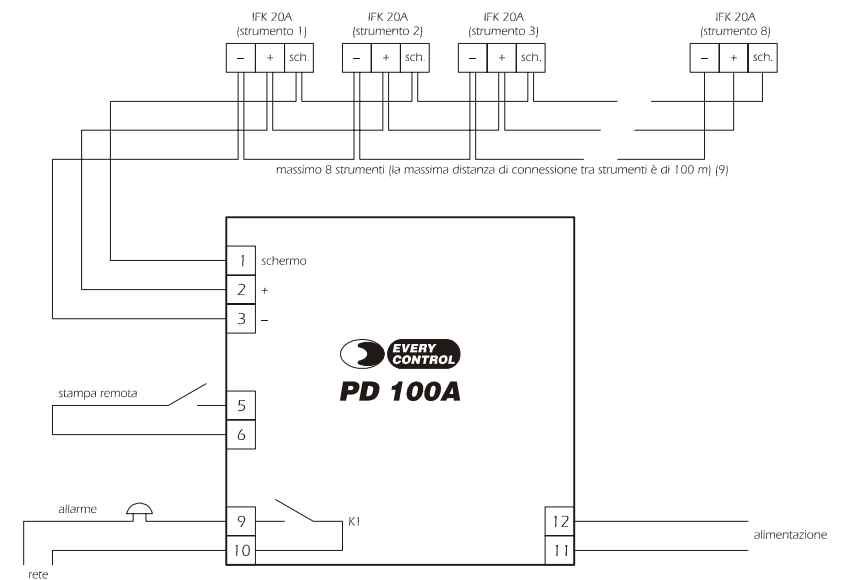 IFK 20A IFK 20A IFK 20A IFK 20A
(strumento 1) (strumento 2) (strumento 3) (strumento 8)
– + sch. – + sch. – + sch. – + sch.
massimo 8 strumenti (la massima distanza di connessione tra strumenti è di 100 m) (9)
1 schermo
2 +
3 –
EVERY
CONTROL
PD 100A
stampa remota
5
6
allarme
9 K1 12
alimentazione
10 11
rete